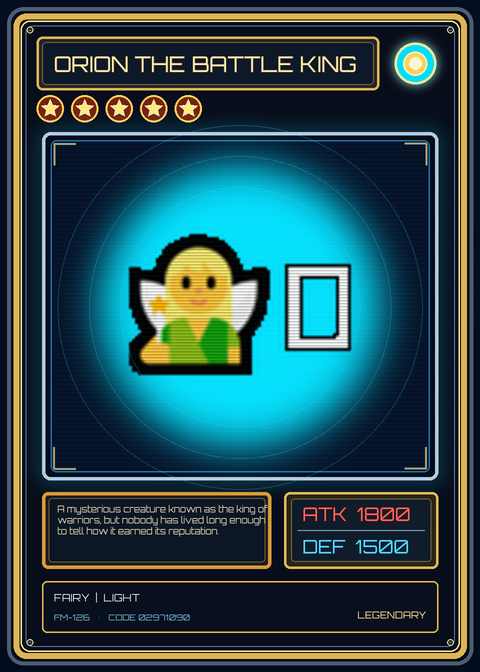 ORION THE BATTLE KING
A mysterious creature known as the king of
warriors, but nobody has lived long enough
to tell how it earned its reputation.
ATK 1800
DEF 1500
FAIRY | LIGHT
FM-126 · CODE 02971090
LEGENDARY